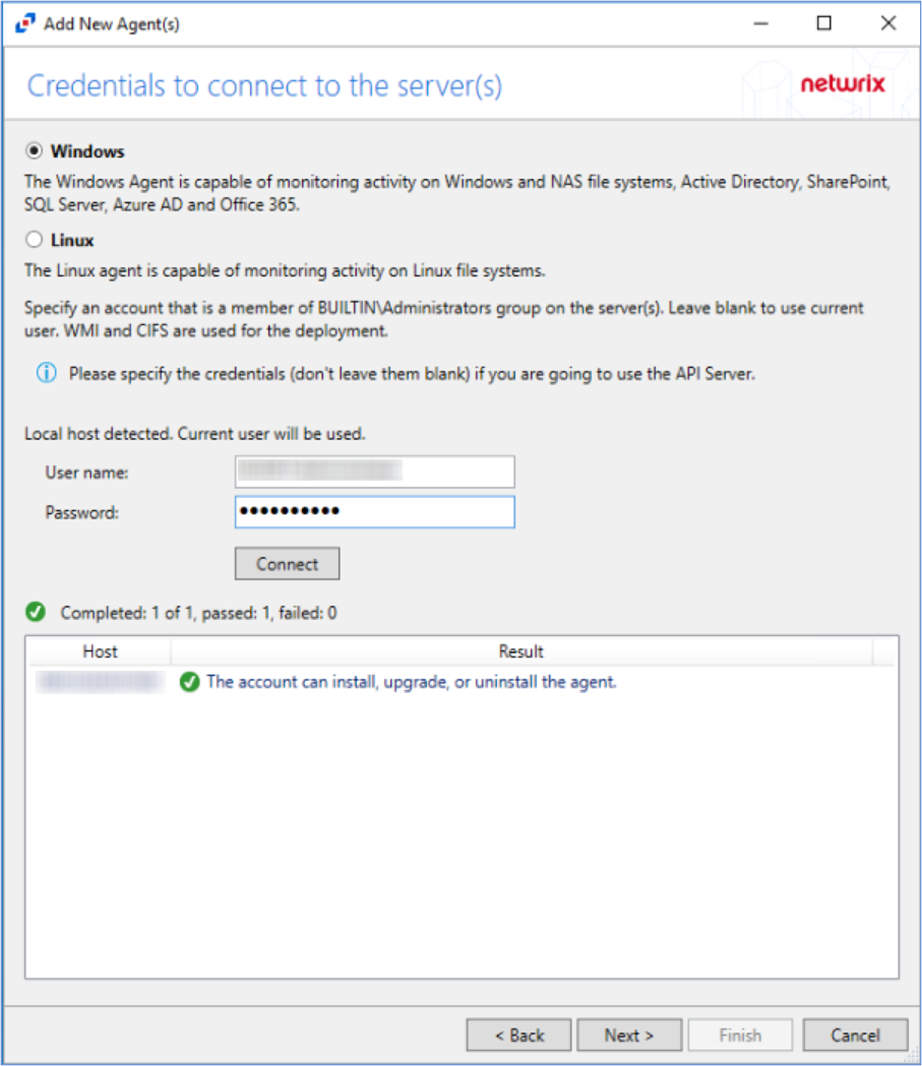 Add New Agent(s)
Credentials to connect to the server(s)
netwrix
Windows
The Windows Agent is capable of monitoring activity on Windows and NAS file systems, Active Directory, SharePoint,
SQL Server, Azure AD and Office 365.
Linux
The Linux agent is capable of monitoring activity on Linux file systems.
Specify an account that is a member of BUILTIN\Administrators group on the server(s). Leave blank to use current
user. WMI and CIFS are used for the deployment.
Please specify the credentials (don't leave them blank) if you are going to use the API Server.
Local host detected. Current user will be used.
User name:
Password: ●●●●●●●●●●
Connect
Completed: 1 of 1, passed: 1, failed: 0
Host Result
The account can install, upgrade, or uninstall the agent.
< Back Next > Finish Cancel